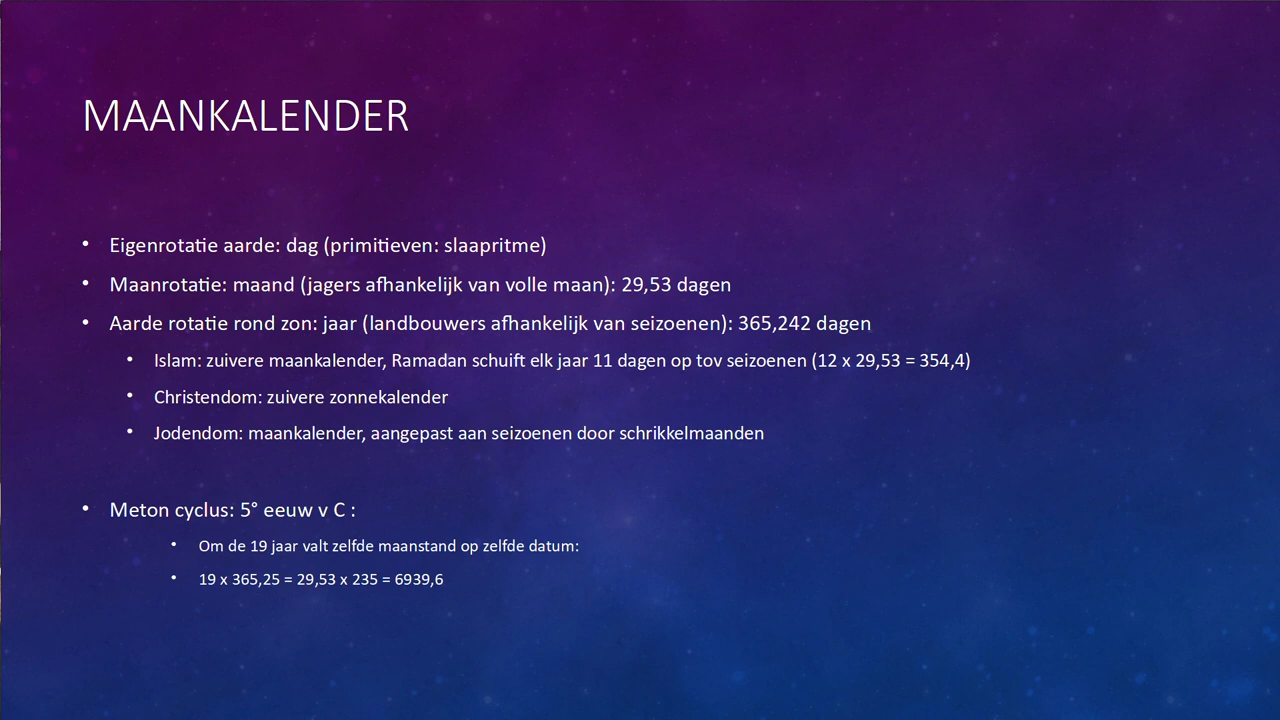 MAANKALENDER
• Eigenrotatie aarde: dag (primitieven: slaapritme)
• Maanrotatie: maand (jagers afhankelijk van volle maan): 29,53 dagen
• Aarde rotatie rond zon: jaar (landbouwers afhankelijk van seizoenen): 365,242 dagen
• Islam: zuivere maankalender, Ramadan schuift elk jaar 11 dagen op tov seizoenen (12 x 29,53 = 354,4)
• Christendom: zuivere zonnekalender
• Jodendom: maankalender, aangepast aan seizoenen door schrikkelmaanden
• Meton cyclus: 5° eeuw v C :
• Om de 19 jaar valt zelfde maanstand op zelfde datum:
• 19 x 365,25 = 29,53 x 235 = 6939,6